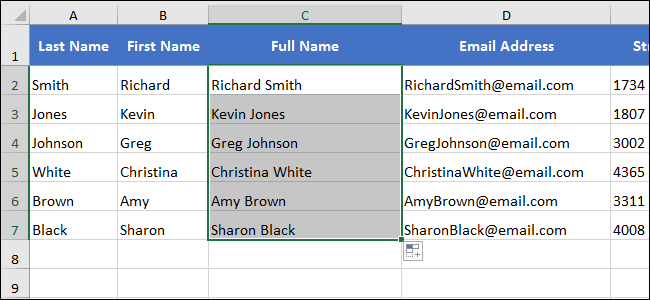 A B C D
1 Last Name First Name Full Name Email Address
2 Smith Richard Richard Smith RichardSmith@email.com 1734
3 Jones Kevin Kevin Jones KevinJones@email.com 1807
4 Johnson Greg Greg Johnson GregJohnson@email.com 3002
5 White Christina Christina White ChristinaWhite@email.com 4365
6 Brown Amy Amy Brown AmyBrown@email.com 3311
7 Black Sharon Sharon Black SharonBlack@email.com 4008
8
9